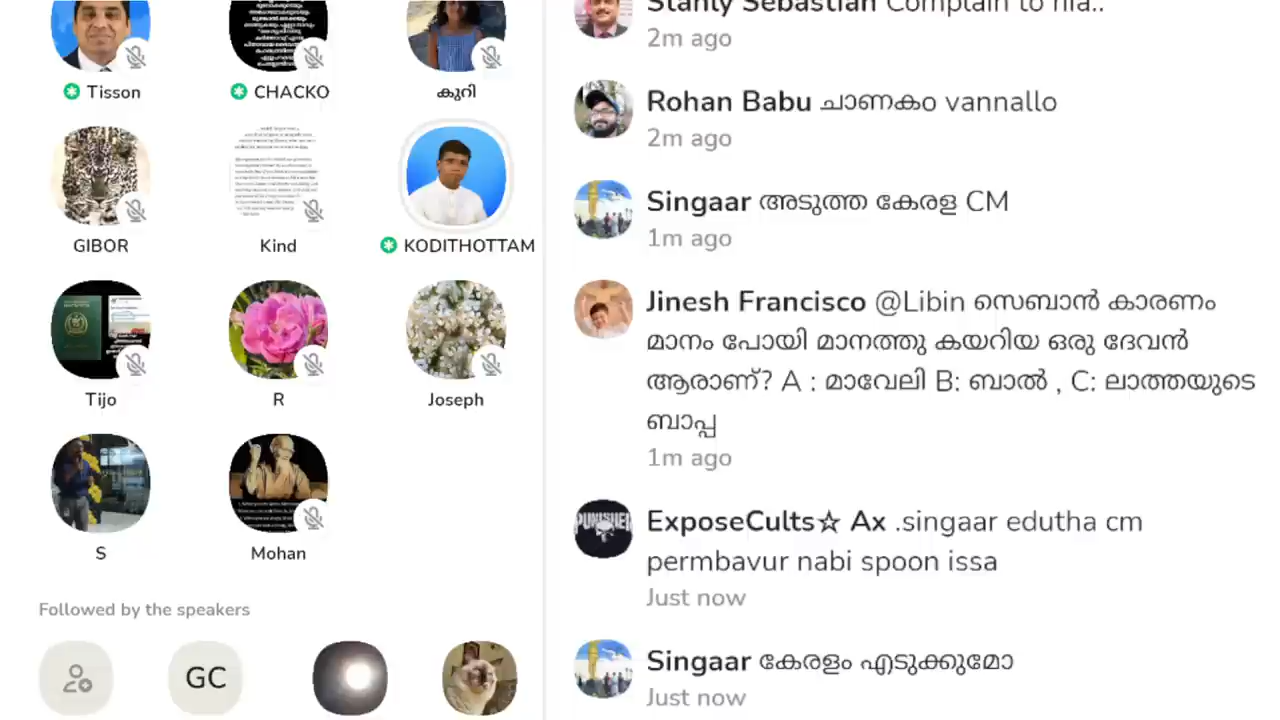 Tisson
CHACKO
കുറി
GIBOR
Kind
KODITHOTTAM
Tijo
R
Joseph
S
Mohan
Followed by the speakers
GC
Stanly Sebastian Complain to nia..
2m ago
Rohan Babu ചാണകം vannallo
2m ago
Singaar അടുത്ത കേരള CM
1m ago
Jinesh Francisco @Libin സെബാൻ കാരണം
മാനം പോയി മാനത്തു കയറിയ ഒരു ദേവൻ
ആരാണ്? A : മാവേലി B: ബാൽ , C: ലാത്തയുടെ
ബാപ്പ
1m ago
PUNISHER
ExposeCults☆ Ax .singaar edutha cm
permbavur nabi spoon issa
Just now
Singaar കേരളം എടുക്കുമോ
Just now